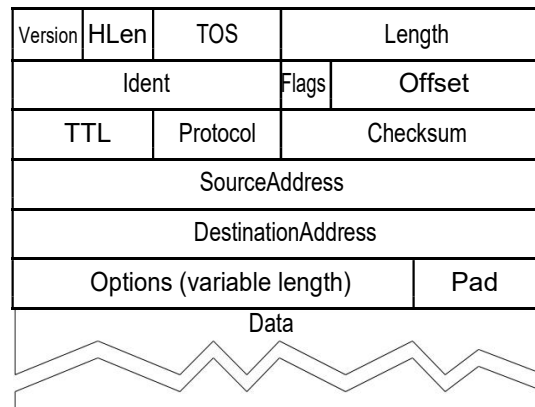 Version HLen TOS Length
Ident Flags Offset
TTL Protocol Checksum
SourceAddress
DestinationAddress
Options (variable length) Pad
Data